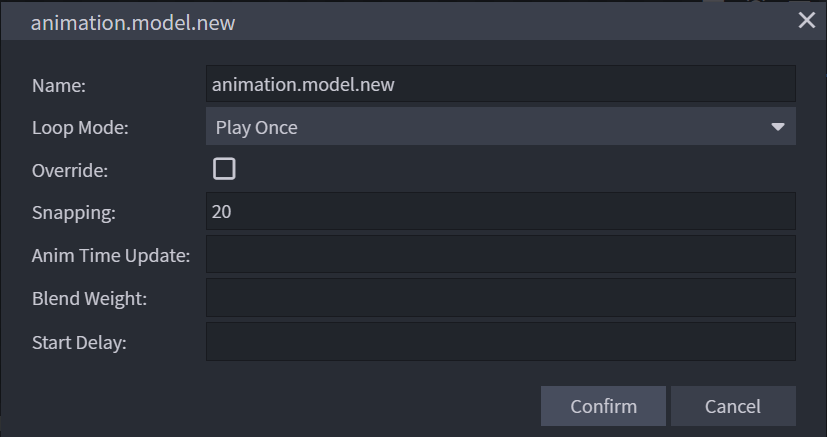 animation.model.new
Name: animation.model.new
Loop Mode: Play Once
Override:
Snapping: 20
Anim Time Update:
Blend Weight:
Start Delay:
Confirm Cancel